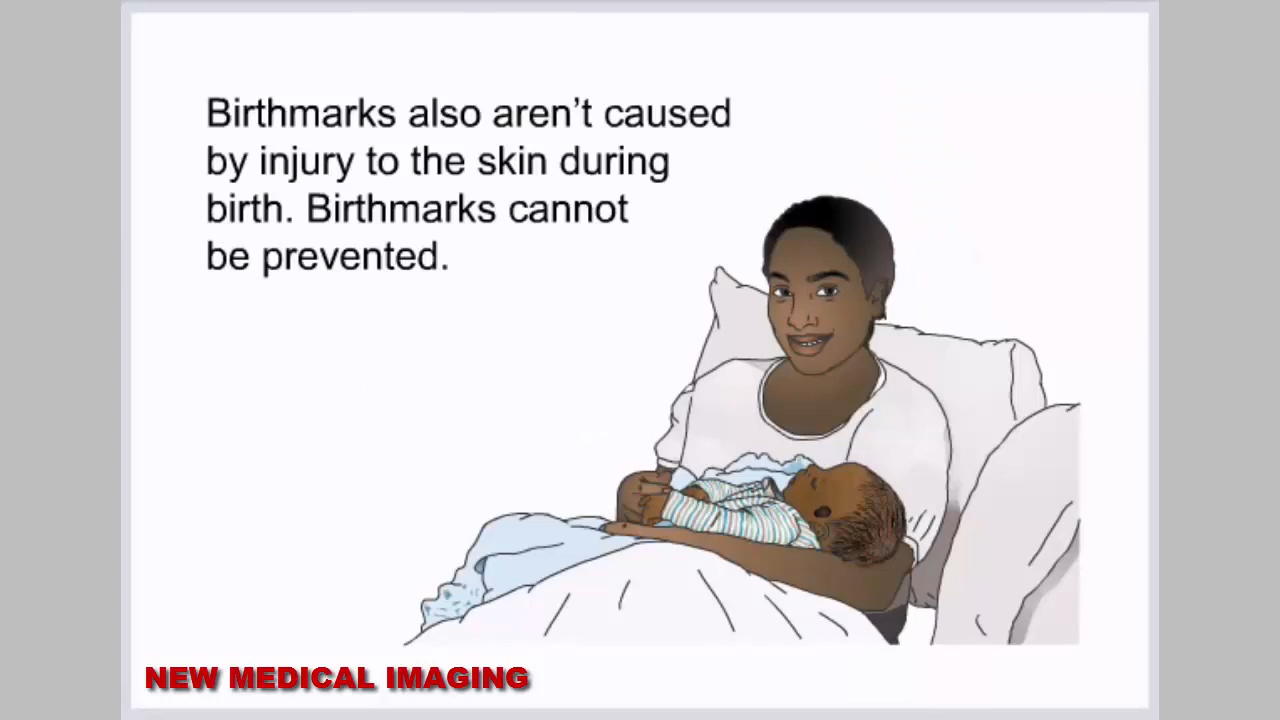 Birthmarks also aren’t caused
by injury to the skin during
birth. Birthmarks cannot
be prevented.
NEW MEDICAL IMAGING